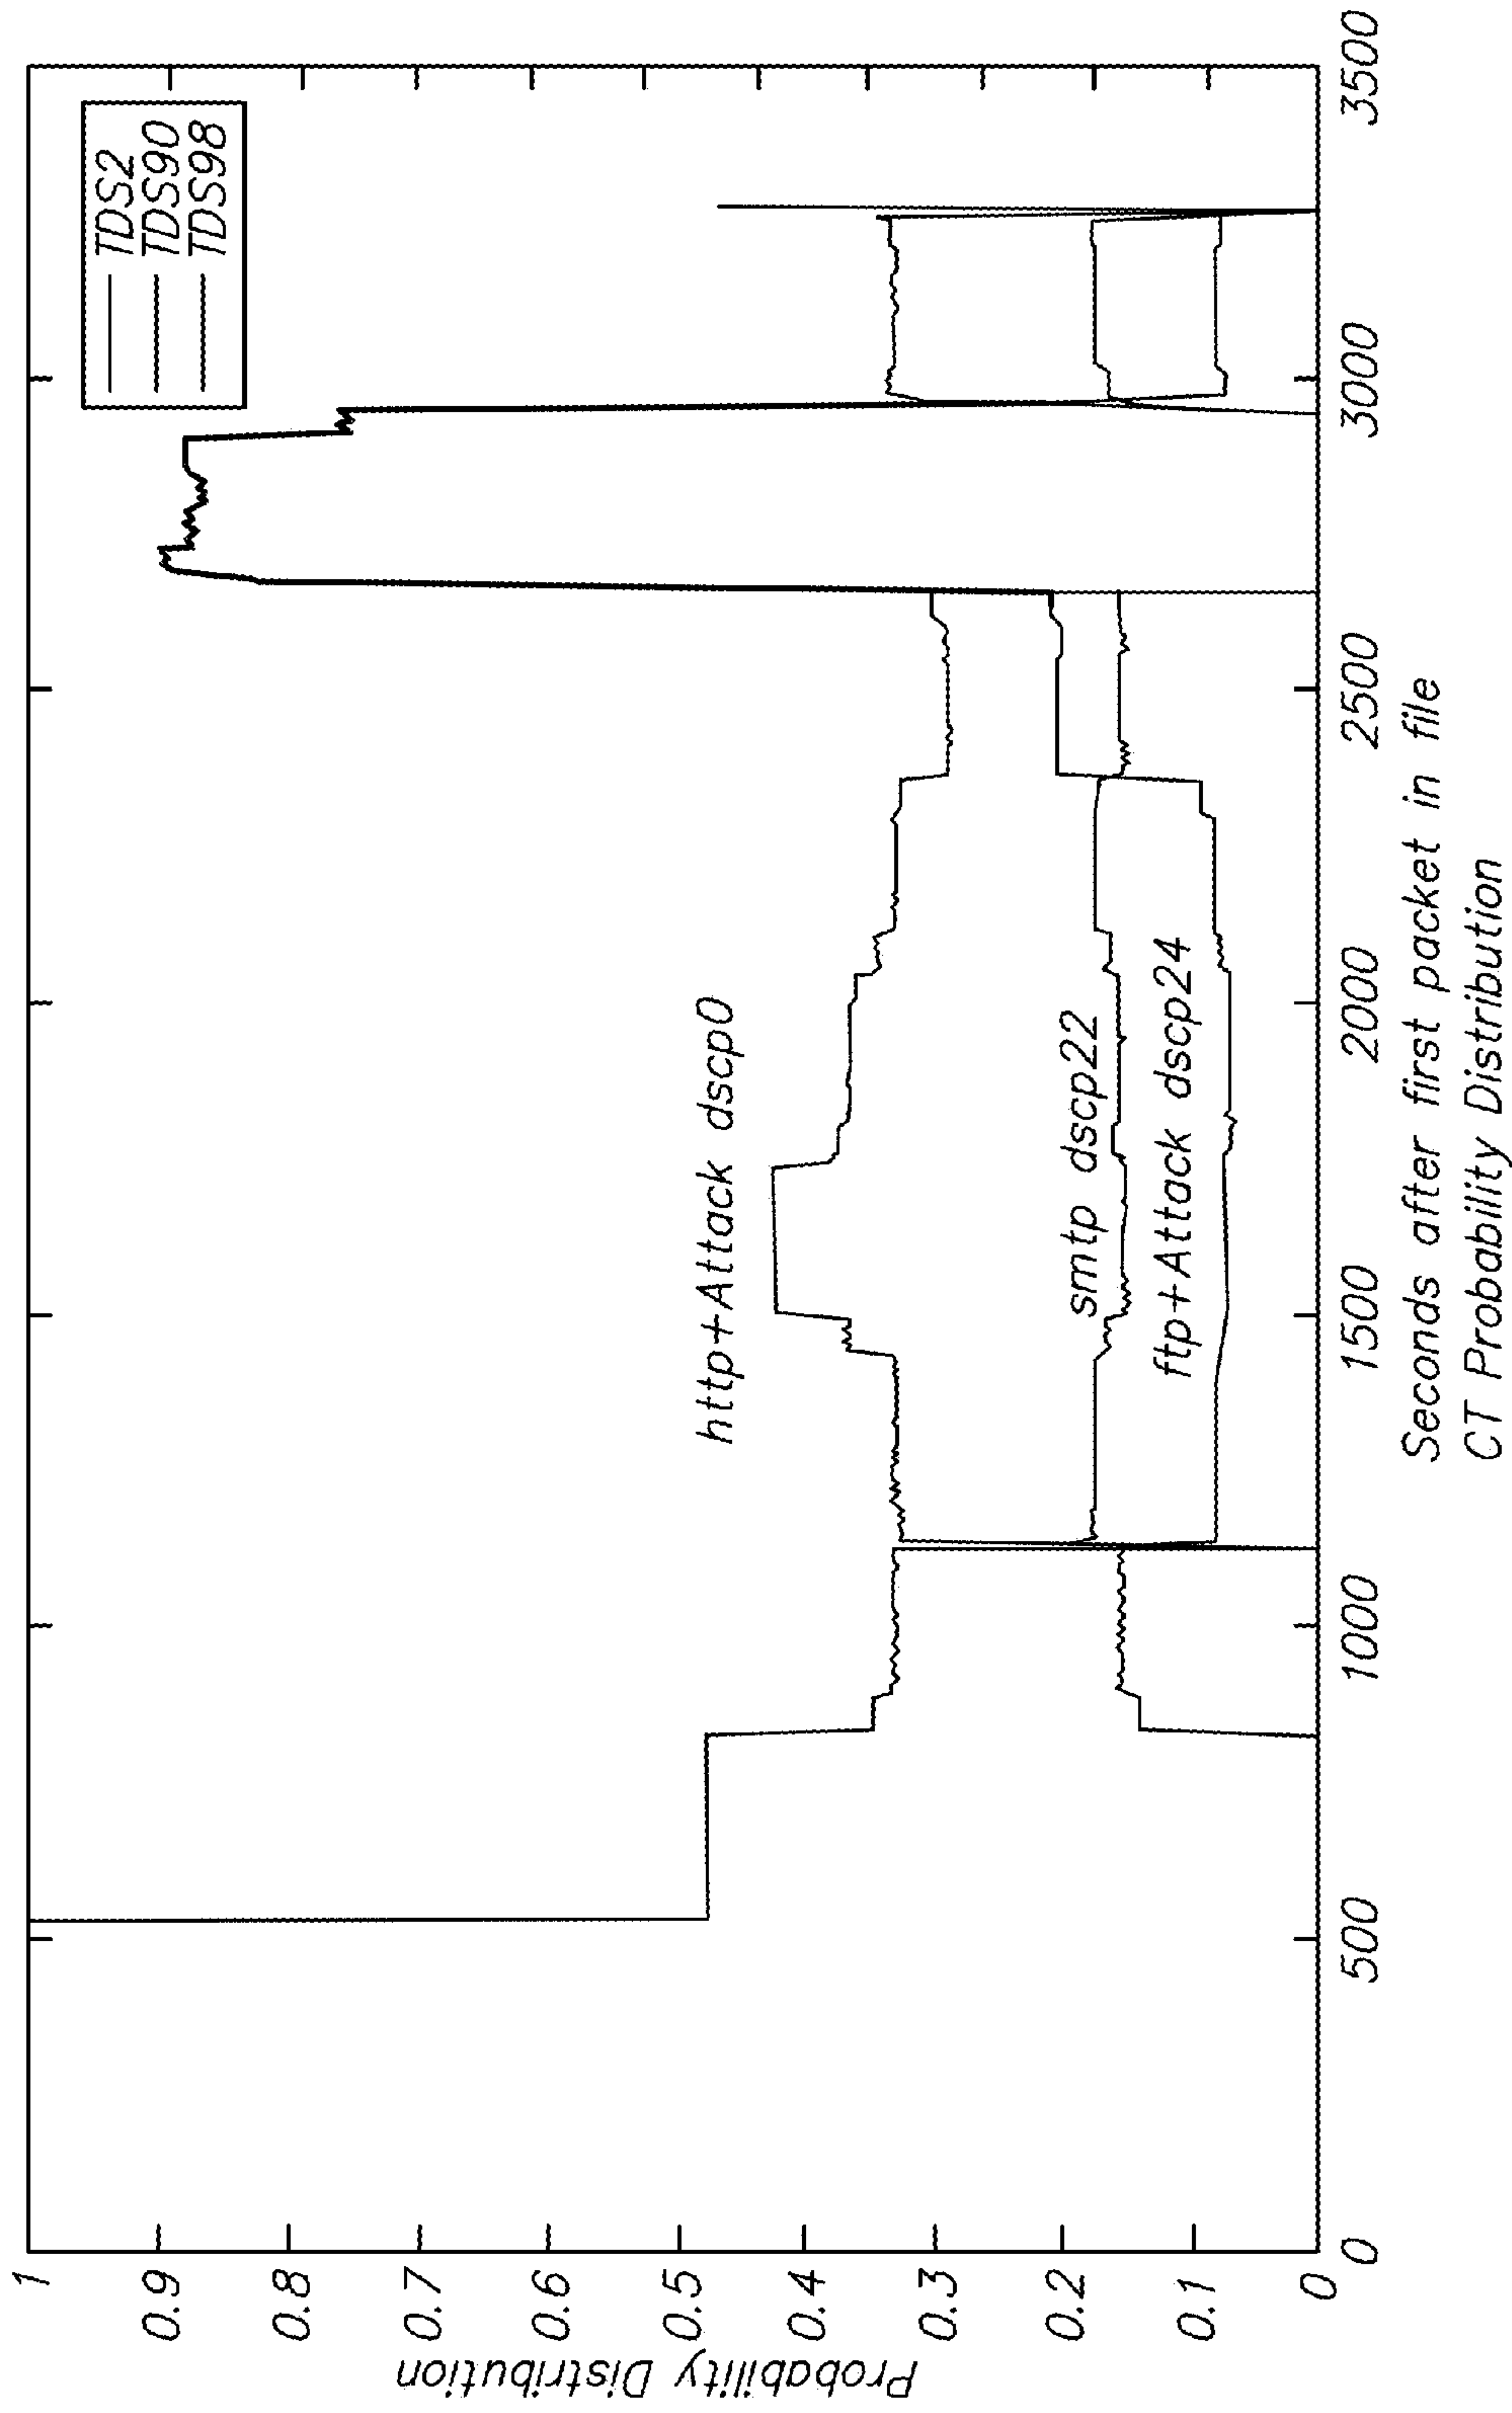 TDS2
TDS90
TDS98
http+Attack dscp0
smtp dscp22
ftp+Attack dscp24
Probability Distribution
1
0.9
0.8
0.7
0.6
0.5
0.4
0.3
0.2
0.1
0
0 500 1000 1500 2000 2500 3000 3500
Seconds after first packet in file
CT Probability Distribution